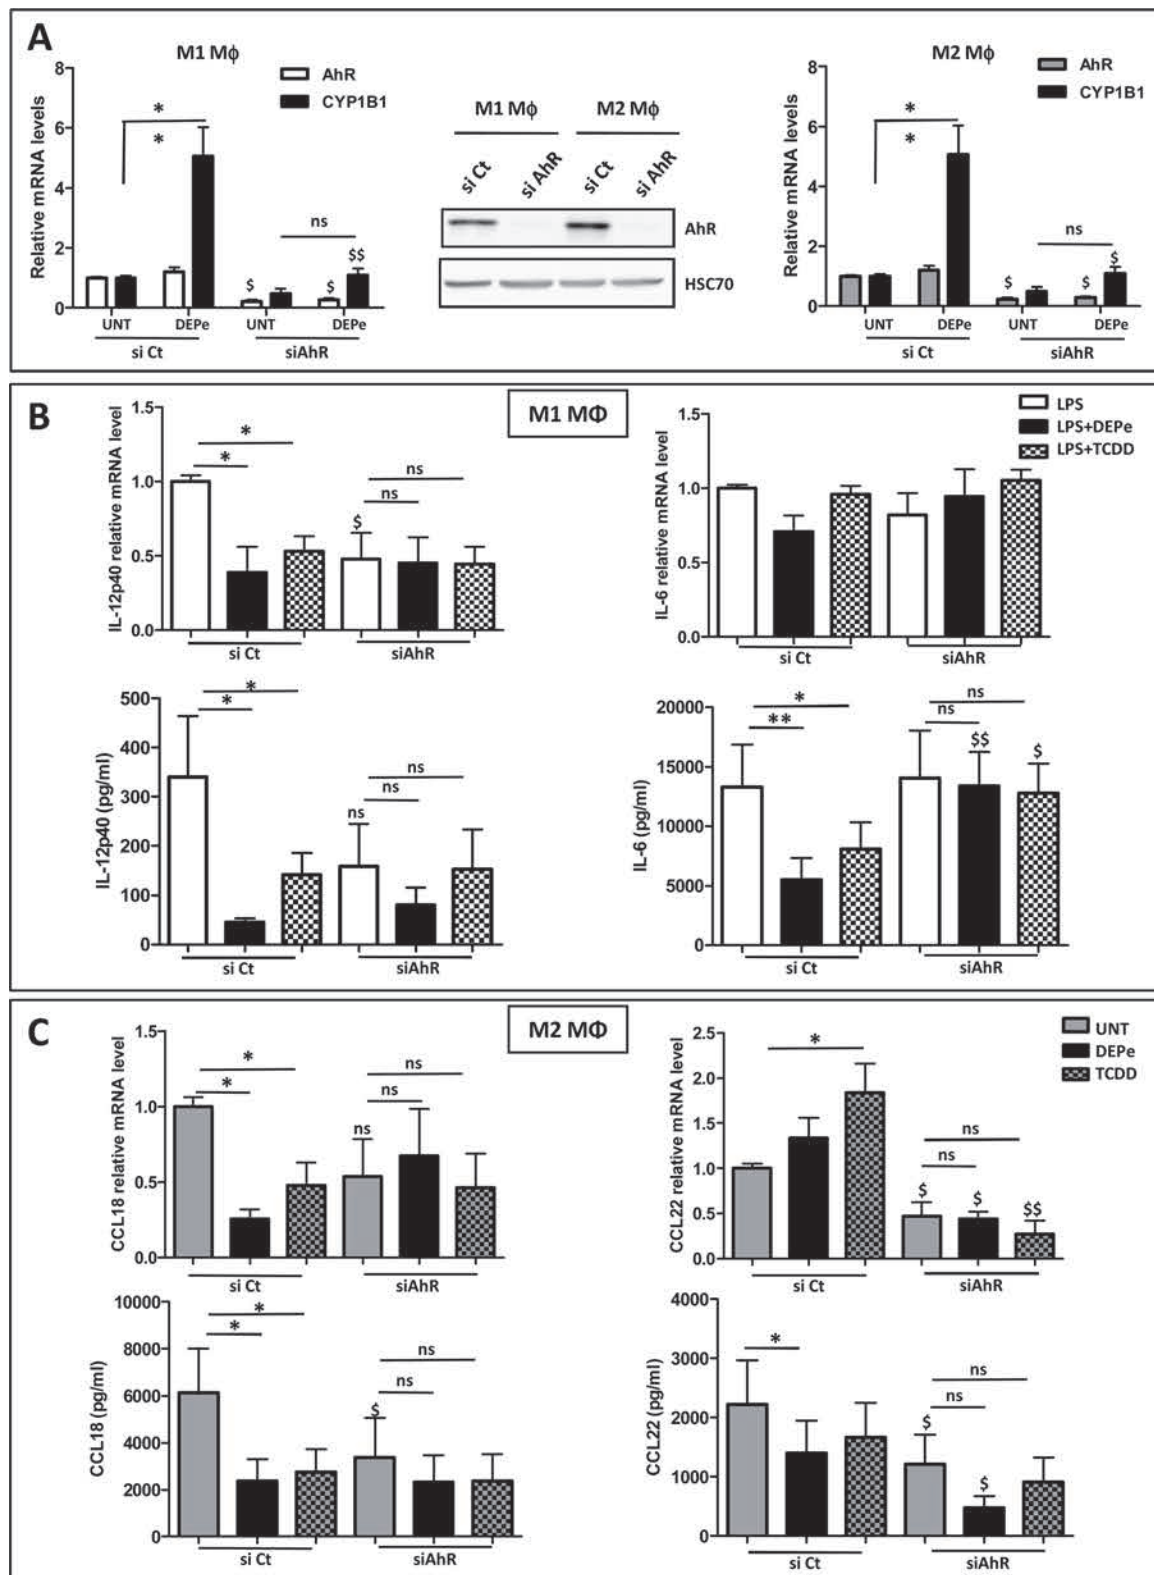 A
M1 Mϕ
AhR
CYP1B1
Relative mRNA levels
8
6
4
2
0
*
*
ns
$
$
$$
UNT
DEPe
UNT
DEPe
si Ct
siAhR
M1 Mϕ
M2 Mϕ
si Ct
si AhR
si Ct
si AhR
AhR
HSC70
M2 Mϕ
AhR
CYP1B1
Relative mRNA levels
8
6
4
2
0
*
*
ns
$
$
$
UNT
DEPe
UNT
DEPe
si Ct
siAhR
B
M1 MΦ
IL-12p40 relative mRNA level
1.5
1.0
0.5
0.0
*
*
ns
ns
$
si Ct
siAhR
LPS
LPS+DEPe
LPS+TCDD
IL-6 relative mRNA level
1.5
1.0
0.5
0.0
si Ct
siAhR
IL-12p40 (pg/ml)
500
400
300
200
100
0
*
*
ns
ns
ns
si Ct
siAhR
IL-6 (pg/ml)
20000
15000
10000
5000
0
*
**
ns
ns
$$
$
si Ct
siAhR
C
M2 MΦ
CCL18 relative mRNA level
1.5
1.0
0.5
0.0
*
*
ns
ns
ns
si Ct
siAhR
UNT
DEPe
TCDD
CCL22 relative mRNA level
2.5
2.0
1.5
1.0
0.5
0.0
*
ns
ns
$
$
$$
si Ct
siAhR
CCL18 (pg/ml)
10000
8000
6000
4000
2000
0
*
*
ns
ns
$
si Ct
siAhR
CCL22 (pg/ml)
4000
3000
2000
1000
0
*
ns
ns
$
$
si Ct
siAhR